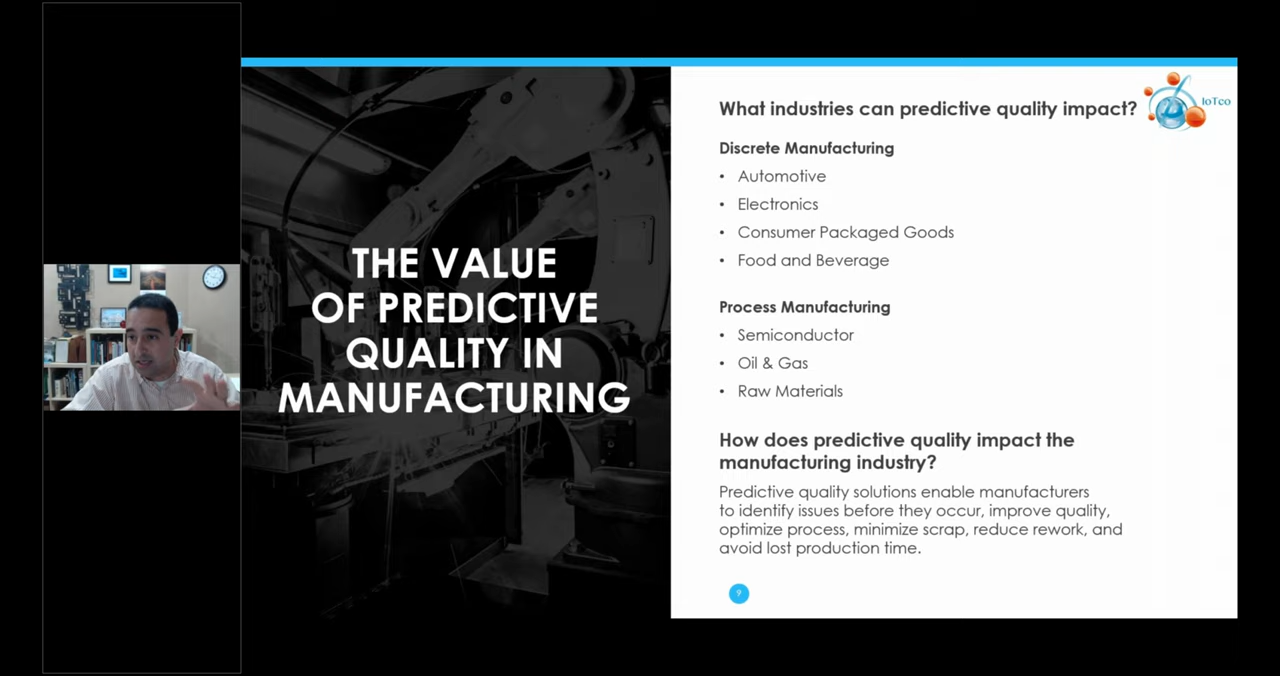 THE VALUE
OF PREDICTIVE
QUALITY IN
MANUFACTURING
What industries can predictive quality impact?
IoTco
Discrete Manufacturing
• Automotive
• Electronics
• Consumer Packaged Goods
• Food and Beverage
Process Manufacturing
• Semiconductor
• Oil & Gas
• Raw Materials
How does predictive quality impact the
manufacturing industry?
Predictive quality solutions enable manufacturers
to identify issues before they occur, improve quality,
optimize process, minimize scrap, reduce rework, and
avoid lost production time.
9